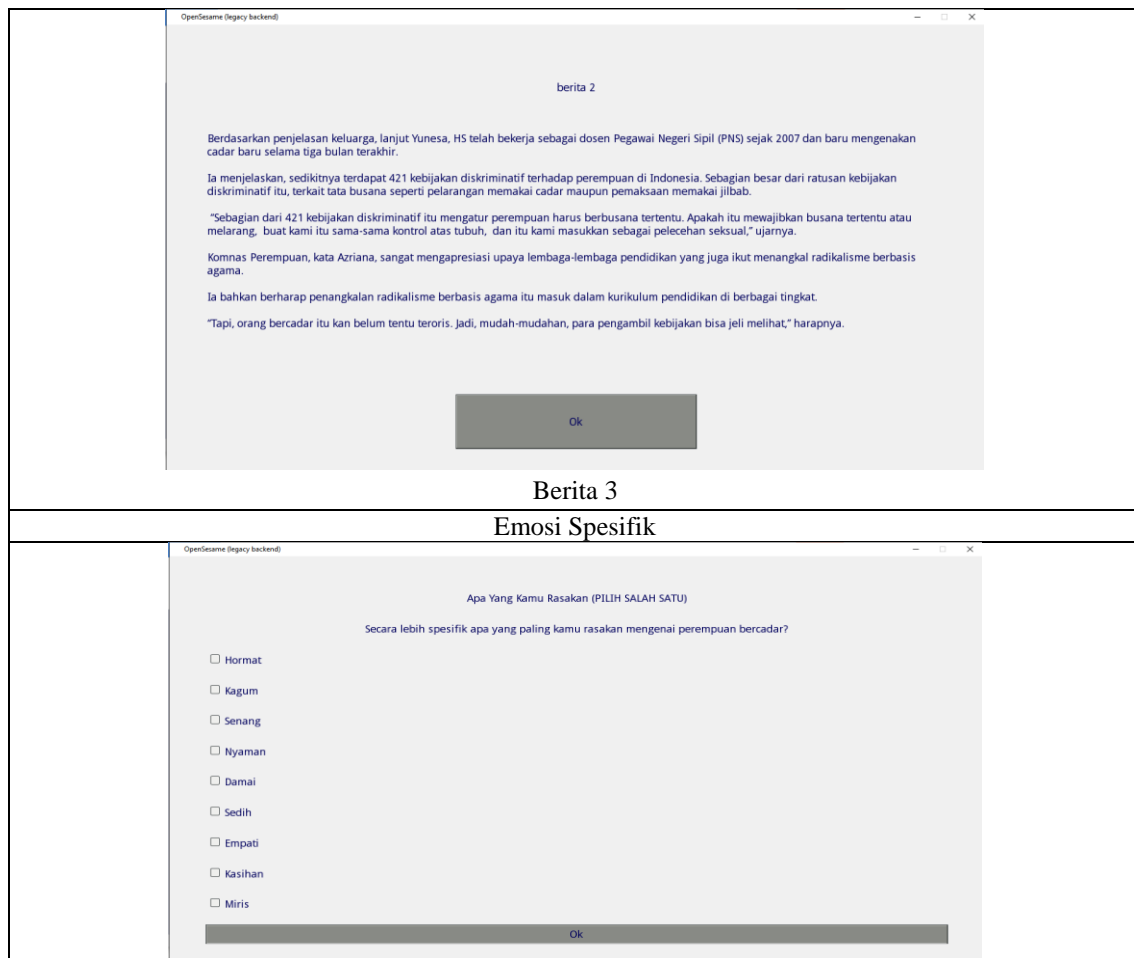 OpenSesame (legacy backend)
berita 2
Berdasarkan penjelasan keluarga, lanjut Yunesa, HS telah bekerja sebagai dosen Pegawai Negeri Sipil (PNS) sejak 2007 dan baru mengenakan
cadar baru selama tiga bulan terakhir.
Ia menjelaskan, sedikitnya terdapat 421 kebijakan diskriminatif terhadap perempuan di Indonesia. Sebagian besar dari ratusan kebijakan
diskriminatif itu, terkait tata busana seperti pelarangan memakai cadar maupun pemaksaan memakai jilbab.
"Sebagian dari 421 kebijakan diskriminatif itu mengatur perempuan harus berbusana tertentu. Apakah itu mewajibkan busana tertentu atau
melarang, buat kami itu sama-sama kontrol atas tubuh, dan itu kami masukkan sebagai pelecehan seksual," ujarnya.
Komnas Perempuan, kata Azriana, sangat mengapresiasi upaya lembaga-lembaga pendidikan yang juga ikut menangkal radikalisme berbasis
agama.
Ia bahkan berharap penangkalan radikalisme berbasis agama itu masuk dalam kurikulum pendidikan di berbagai tingkat.
"Tapi, orang bercadar itu kan belum tentu teroris. Jadi, mudah-mudahan, para pengambil kebijakan bisa jeli melihat," harapnya.
Ok
Berita 3
Emosi Spesifik
OpenSesame (legacy backend)
Apa Yang Kamu Rasakan (PILIH SALAH SATU)
Secara lebih spesifik apa yang paling kamu rasakan mengenai perempuan bercadar?
Hormat
Kagum
Senang
Nyaman
Damai
Sedih
Empati
Kasihan
Miris
Ok